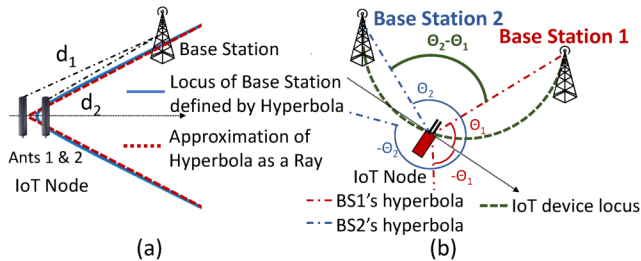 d₁
Base Station
Locus of Base Station
defined by Hyperbola
d₂
Approximation of
Hyperbola as a Ray
Ants 1 & 2
IoT Node
(a)
Base Station 2
Base Station 1
Θ₂-Θ₁
Θ₂
Θ₁
-Θ₂
-Θ₁
IoT Node
BS1's hyperbola
IoT device locus
BS2's hyperbola
(b)